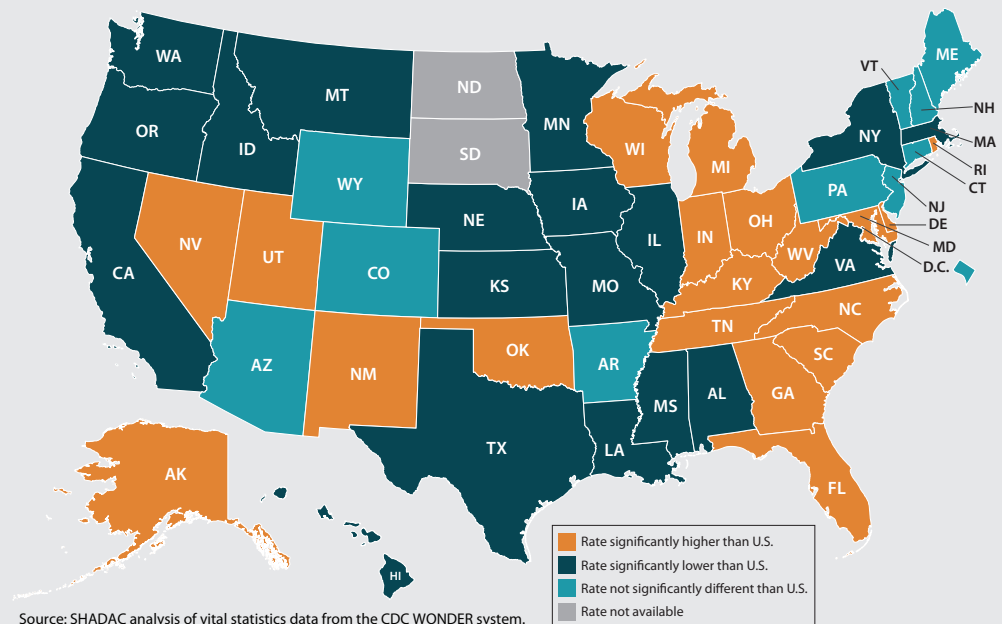 WA
OR
ID
MT
ND
SD
MN
WI
MI
WY
NE
IA
NV
UT
CO
KS
MO
IL
IN
OH
CA
AZ
NM
OK
AR
TX
LA
MS
AL
GA
FL
SC
NC
TN
KY
WV
VA
PA
NY
VT
ME
NH
MA
RI
CT
NJ
DE
MD
D.C.
AK
HI
Rate significantly higher than U.S.
Rate significantly lower than U.S.
Rate not significantly different than U.S.
Rate not available
Source: SHADAC analysis of vital statistics data from the CDC WONDER system.